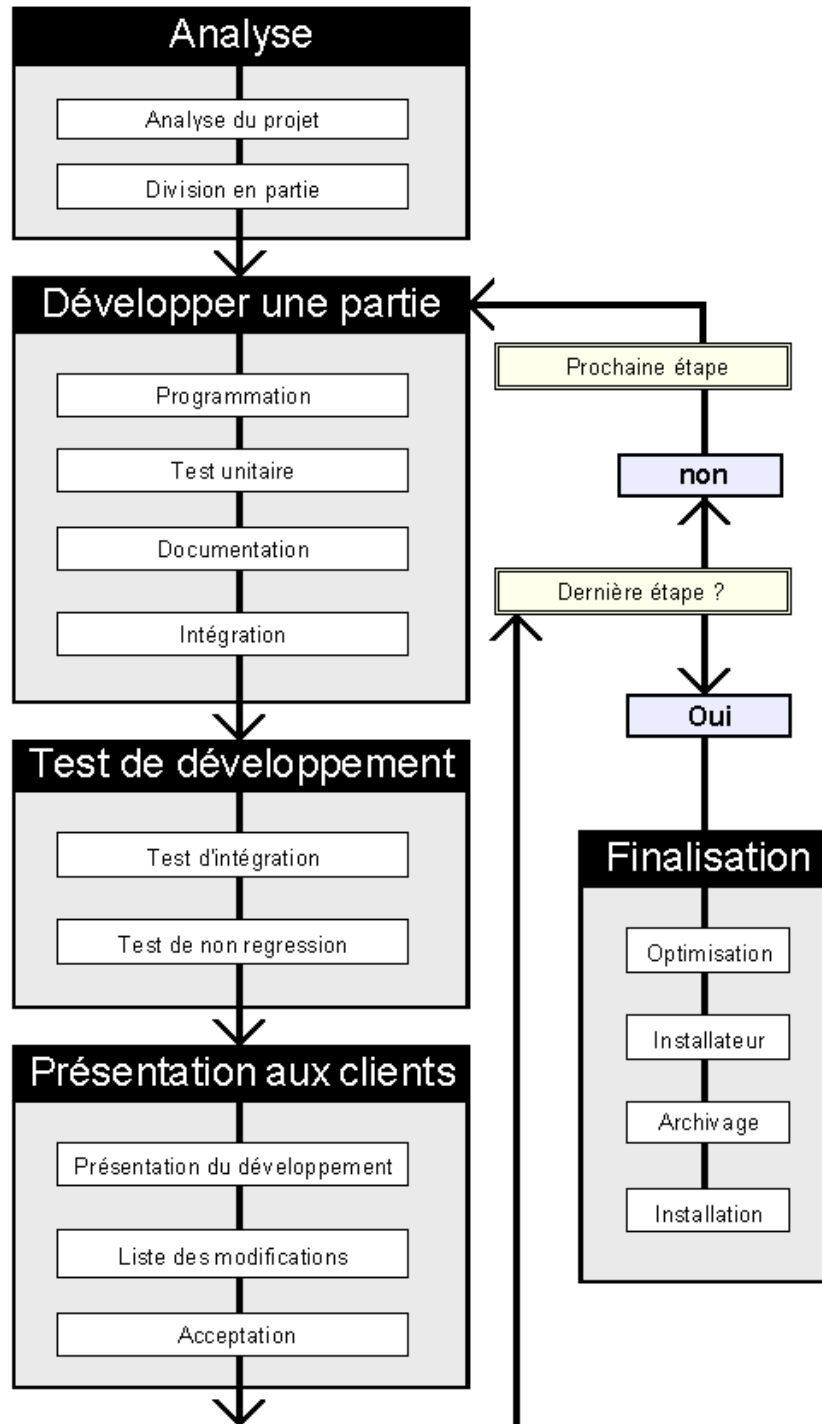 Analyse
Analyse du projet
Division en partie
Développer une partie
Programmation
Test unitaire
Documentation
Intégration
Test de développement
Test d'intégration
Test de non regression
Présentation aux clients
Présentation du développement
Liste des modifications
Acceptation
Prochaine étape
non
Dernière étape ?
Oui
Finalisation
Optimisation
Installateur
Archivage
Installation